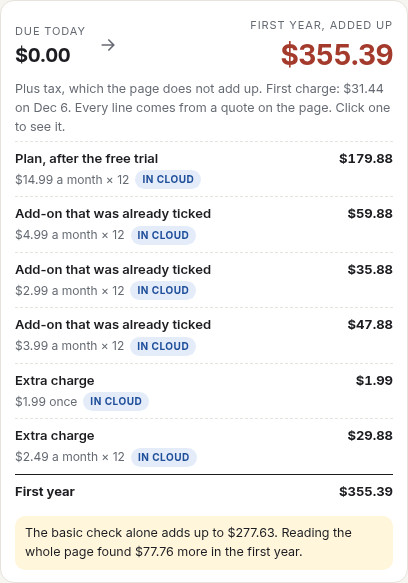 DUE TODAY
$0.00
→
FIRST YEAR, ADDED UP
$355.39
Plus tax, which the page does not add up. First charge: $31.44
on Dec 6. Every line comes from a quote on the page. Click one
to see it.
Plan, after the free trial $179.88
$14.99 a month × 12 IN CLOUD
Add-on that was already ticked $59.88
$4.99 a month × 12 IN CLOUD
Add-on that was already ticked $35.88
$2.99 a month × 12 IN CLOUD
Add-on that was already ticked $47.88
$3.99 a month × 12 IN CLOUD
Extra charge $1.99
$1.99 once IN CLOUD
Extra charge $29.88
$2.49 a month × 12 IN CLOUD
First year $355.39
The basic check alone adds up to $277.63. Reading the
whole page found $77.76 more in the first year.